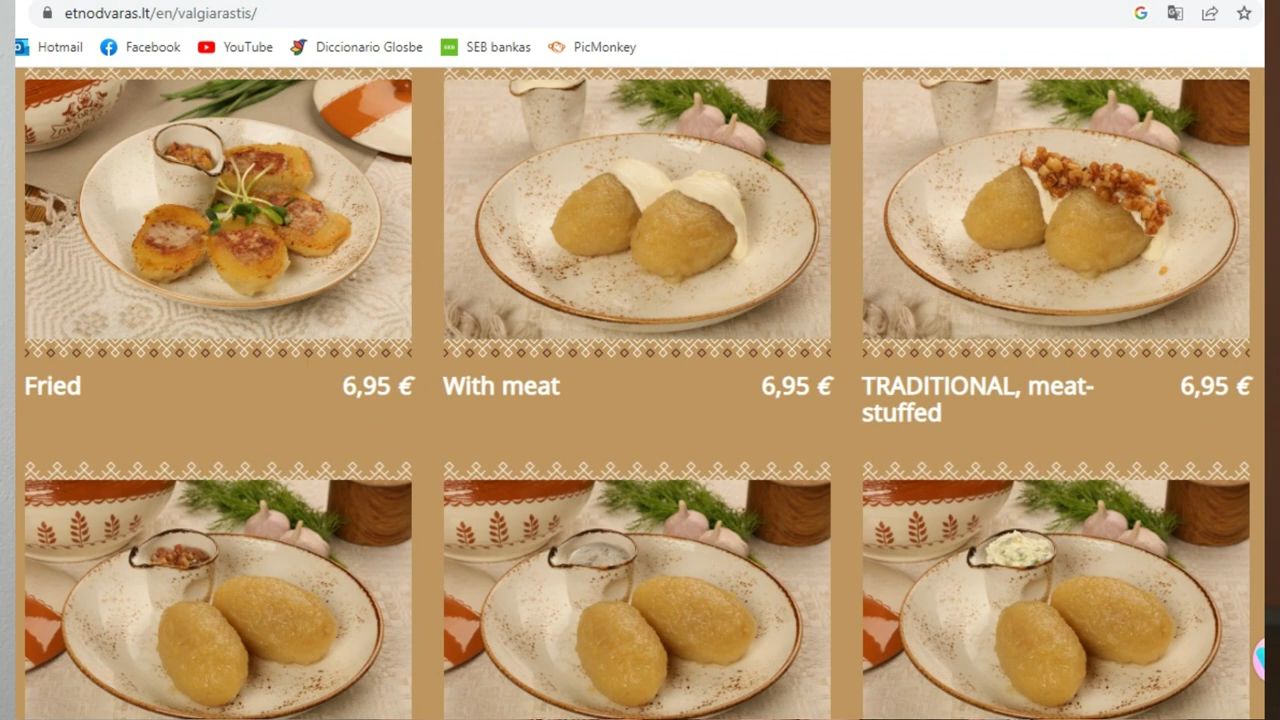 etnodvaras.lt/en/valgiarastis/
Hotmail Facebook YouTube Diccionario Glosbe SEB bankas PicMonkey
Fried 6,95 € With meat 6,95 € TRADITIONAL, meat- 6,95 €
stuffed